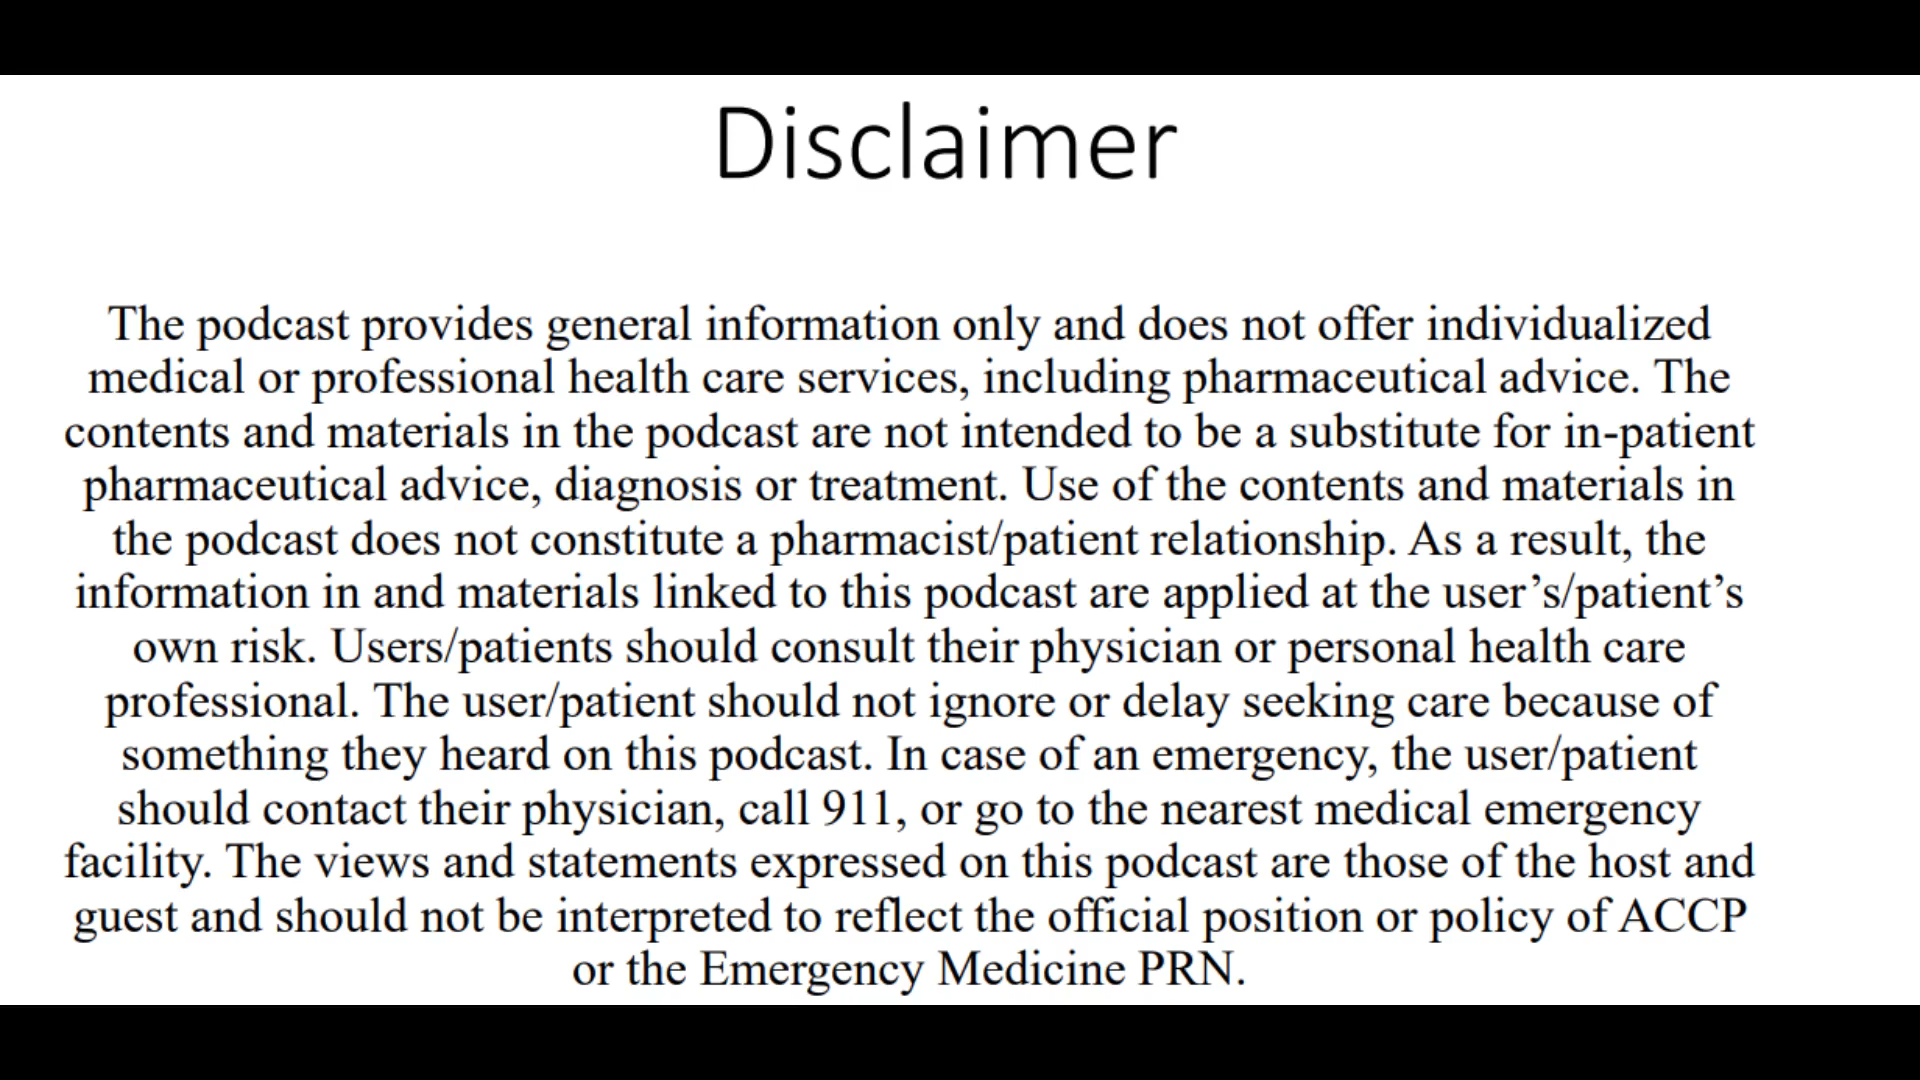 Disclaimer
The podcast provides general information only and does not offer individualized
medical or professional health care services, including pharmaceutical advice. The
contents and materials in the podcast are not intended to be a substitute for in-patient
pharmaceutical advice, diagnosis or treatment. Use of the contents and materials in
the podcast does not constitute a pharmacist/patient relationship. As a result, the
information in and materials linked to this podcast are applied at the user’s/patient’s
own risk. Users/patients should consult their physician or personal health care
professional. The user/patient should not ignore or delay seeking care because of
something they heard on this podcast. In case of an emergency, the user/patient
should contact their physician, call 911, or go to the nearest medical emergency
facility. The views and statements expressed on this podcast are those of the host and
guest and should not be interpreted to reflect the official position or policy of ACCP
or the Emergency Medicine PRN.